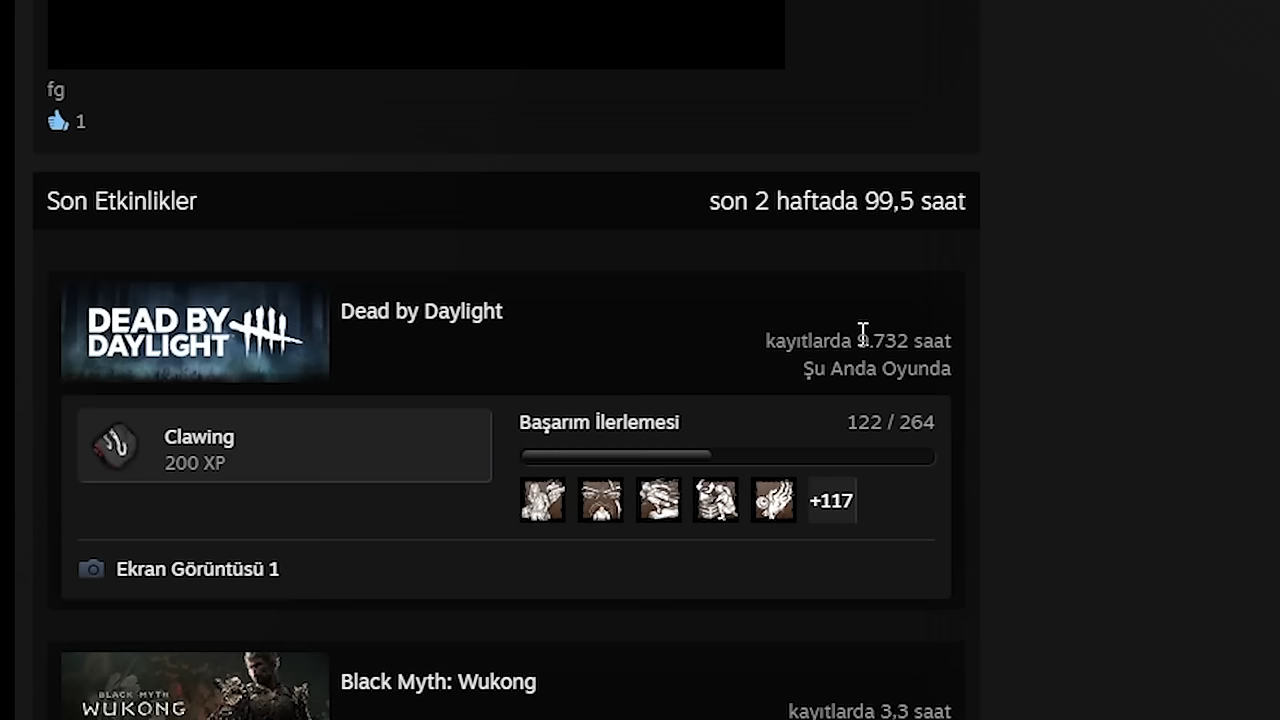 fg
1
Son Etkinlikler
son 2 haftada 99,5 saat
DEAD BY
DAYLIGHT
Dead by Daylight
kayıtlarda 9.732 saat
Şu Anda Oyunda
Clawing
200 XP
Başarım İlerlemesi
122 / 264
+117
Ekran Görüntüsü 1
BLACK MYTH
WUKONG
Black Myth: Wukong
kayıtlarda 3,3 saat